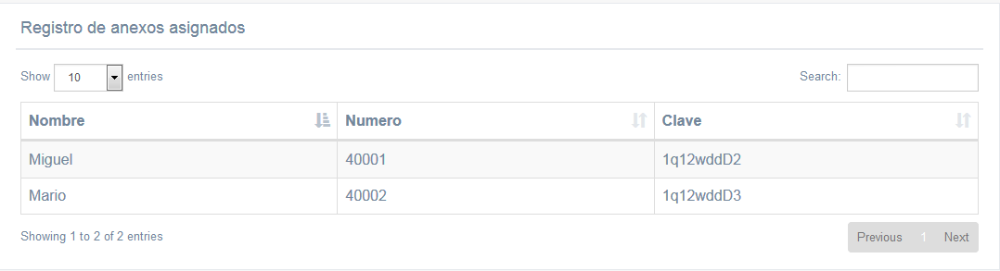 Registro de anexos asignados
Show 10 entries Search:
Nombre Numero Clave
Miguel 40001 1q12wddD2
Mario 40002 1q12wddD3
Showing 1 to 2 of 2 entries Previous 1 Next